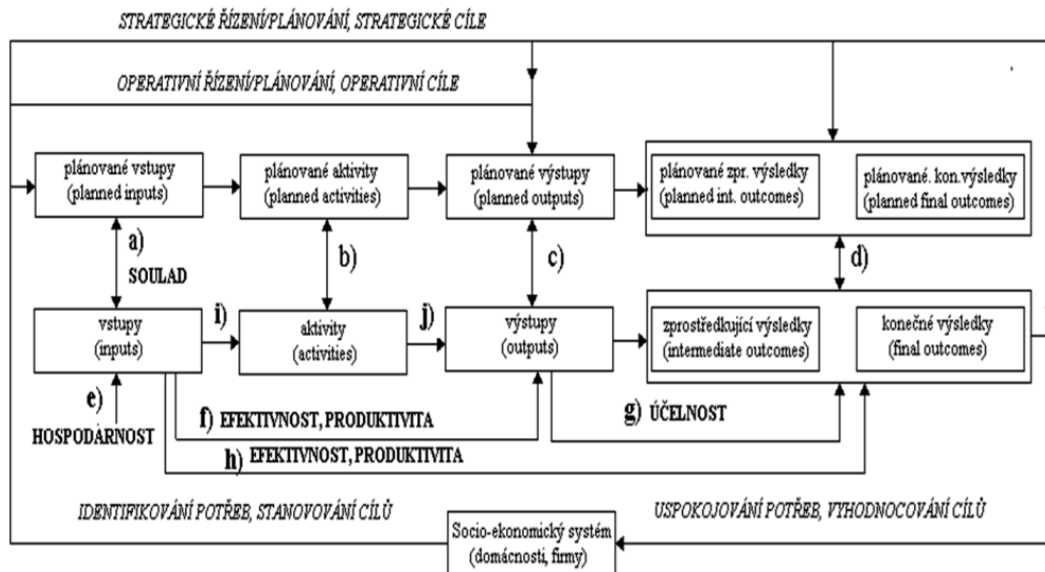 STRATEGICKÉ ŘÍZENÍ/PLÁNOVÁNÍ, STRATEGICKÉ CÍLE
OPERATIVNÍ ŘÍZENÍ/PLÁNOVÁNÍ, OPERATIVNÍ CÍLE
plánované vstupy
(planned inputs)
plánované aktivity
(planned activities)
plánované výstupy
(planned outputs)
plánované zpr. výsledky
(planned int. outcomes)
plánované. kon.výsledky
(planned final outcomes)
a)
SOULAD
b)
c)
d)
vstupy
(inputs)
i)
aktivity
(activities)
j)
výstupy
(outputs)
zprostředkující výsledky
(intermediate outcomes)
konečné výsledky
(final outcomes)
e)
HOSPODÁRNOST
f) EFEKTIVNOST, PRODUKTIVITA
g) ÚČELNOST
h) EFEKTIVNOST, PRODUKTIVITA
IDENTIFIKOVÁNÍ POTŘEB, STANOVOVÁNÍ CÍLŮ
USPOKOJOVÁNÍ POTŘEB, VYHODNOCOVÁNÍ CÍLŮ
Socio-ekonomický systém
(domácnosti, firmy)